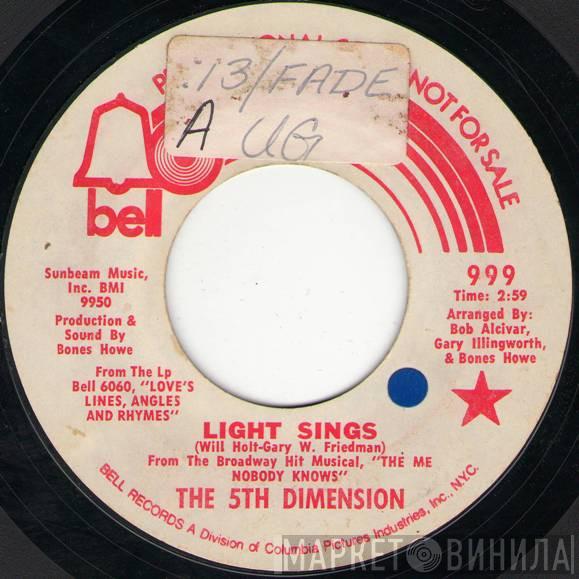 NOT FOR SALE
:13/FADE
A UG
bell
Sunbeam Music,
Inc. BMI
9950
Production &
Sound By
Bones Howe
From The Lp
Bell 6060, "LOVE'S
LINES, ANGLES
AND RHYMES"
999
Time: 2:59
Arranged By:
Bob Alcivar,
Gary Illingworth,
& Bones Howe
LIGHT SINGS
(Will Holt-Gary W. Friedman)
From The Broadway Hit Musical, "THE ME
NOBODY KNOWS"
THE 5TH DIMENSION
BELL RECORDS A Division of Columbia Pictures Industries, Inc., N.Y.C.
МАРКЕТ ВИНИЛА